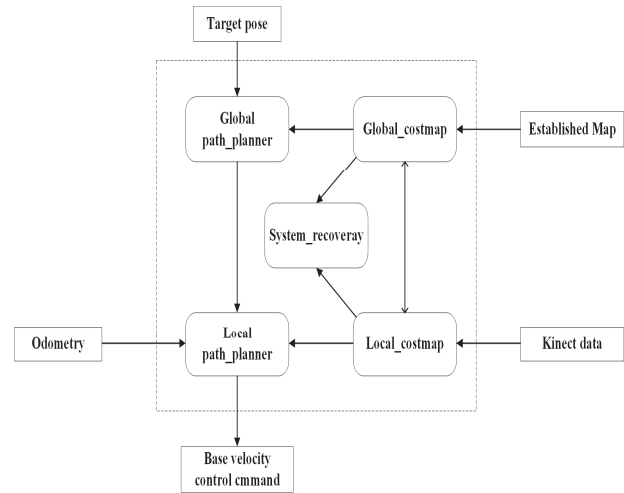 Target pose
Global
path_planner
Global_costmap
Established Map
System_recoveray
Odometry
Local
path_planner
Local_costmap
Kinect data
Base velocity
control cmmand